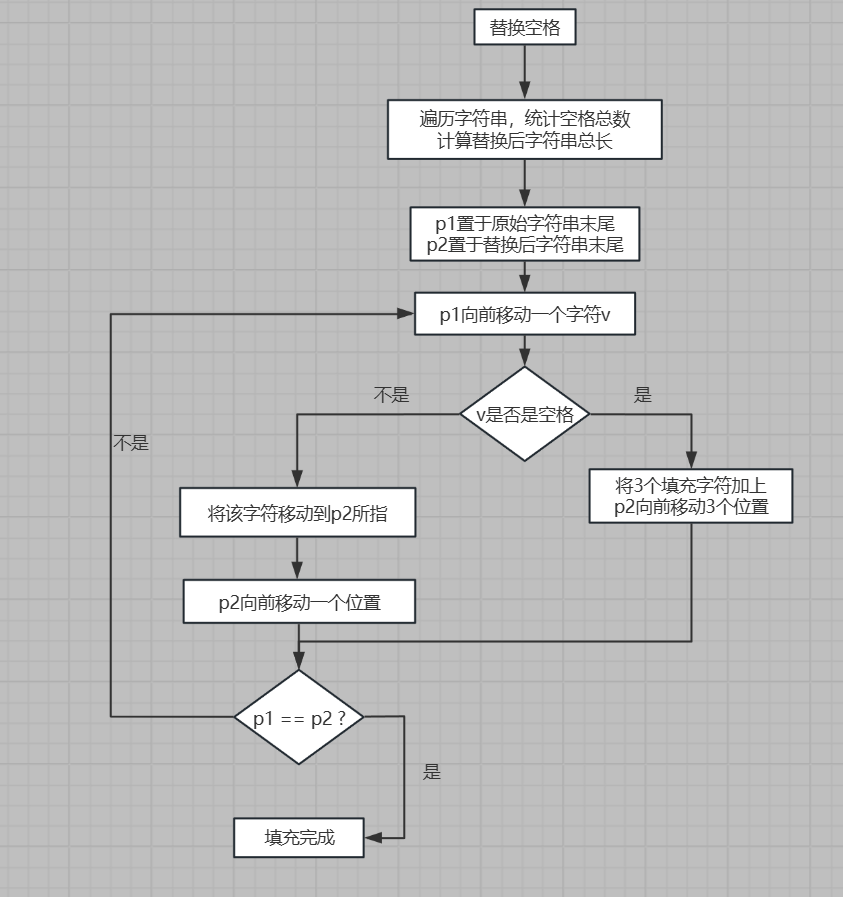 替换空格
遍历字符串，统计空格总数
计算替换后字符串总长
p1置于原始字符串末尾
p2置于替换后字符串末尾
p1向前移动一个字符v
v是否是空格
不是
是
将3个填充字符加上
p2向前移动3个位置
不是
将该字符移动到p2所指
p2向前移动一个位置
p1 == p2 ?
是
填充完成